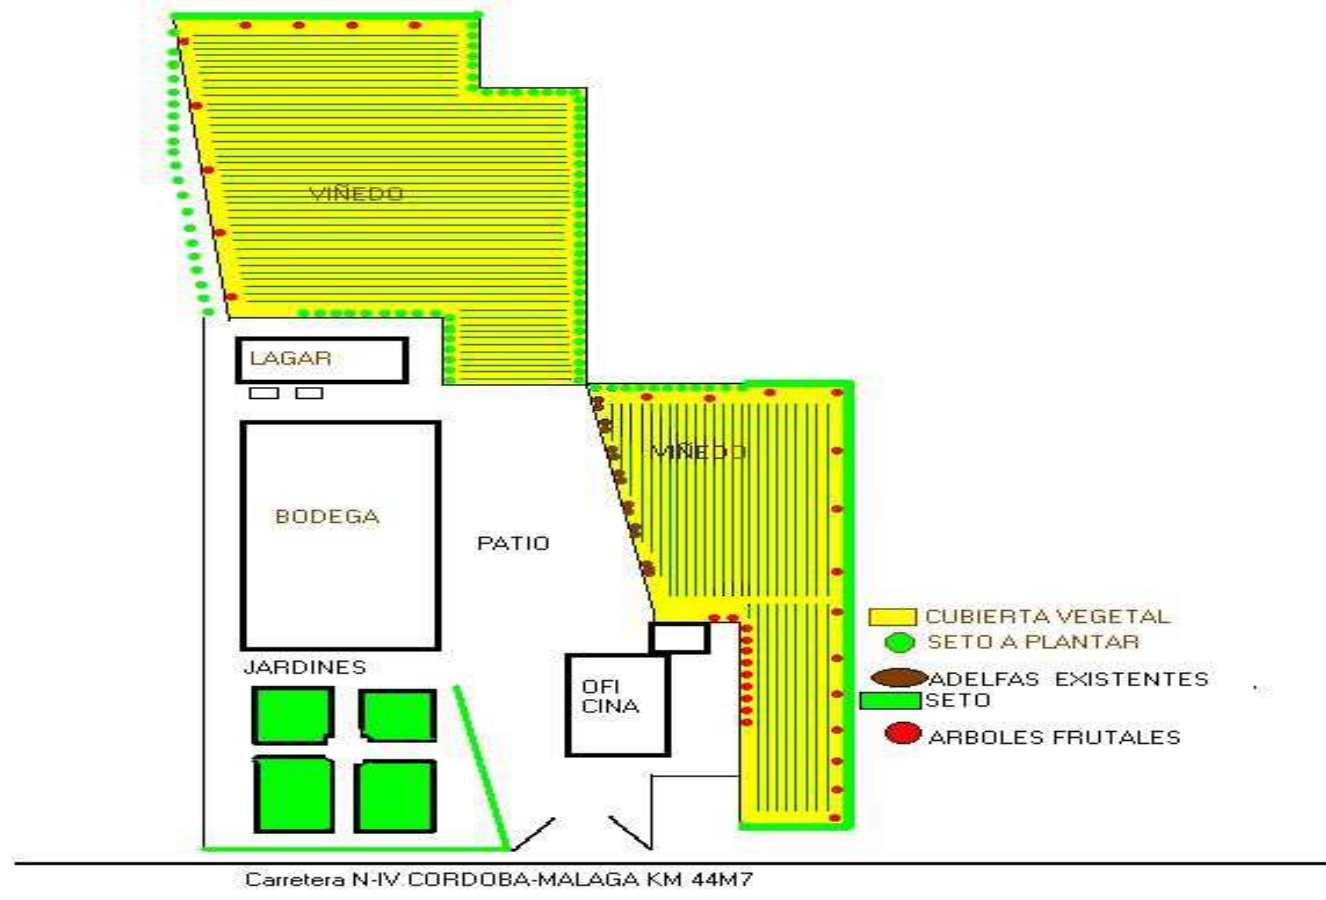 VIÑEDO
LAGAR
VIÑEDO
BODEGA
PATIO
JARDINES
OFI
CINA
CUBIERTA VEGETAL
SETO A PLANTAR
ADELFAS EXISTENTES
SETO
ARBOLES FRUTALES
Carretera N-IV CORDOBA-MALAGA KM 44M7